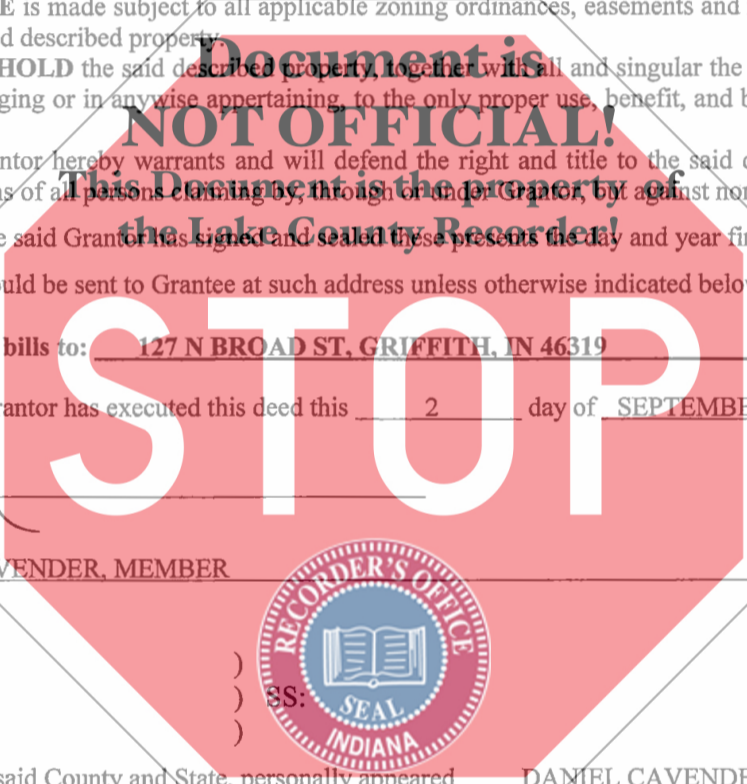 E is made subject to all applicable zoning ordinances, easements and
d described property.
Document is
HOLD the said described property, together with all and singular the
ging or in anywise appertaining, to the only proper use, benefit, and b
NOT OFFICIAL!
ntor hereby warrants and will defend the right and title to the said
s of all persons claiming by, through or under Grantor, but against non
This Document is the property of
the Lake County Recorder!
e said Grantor has signed and sealed these presents the day and year fir
uld be sent to Grantee at such address unless otherwise indicated below
STOP
bills to: 127 N BROAD ST, GRIFFITH, IN 46319
rantor has executed this deed this 2 day of SEPTEMBE
VENDER, MEMBER
RECORDER'S OFFICE
SEAL
INDIANA
)
) SS:
)
said County and State, personally appeared DANIEL CAVENDE